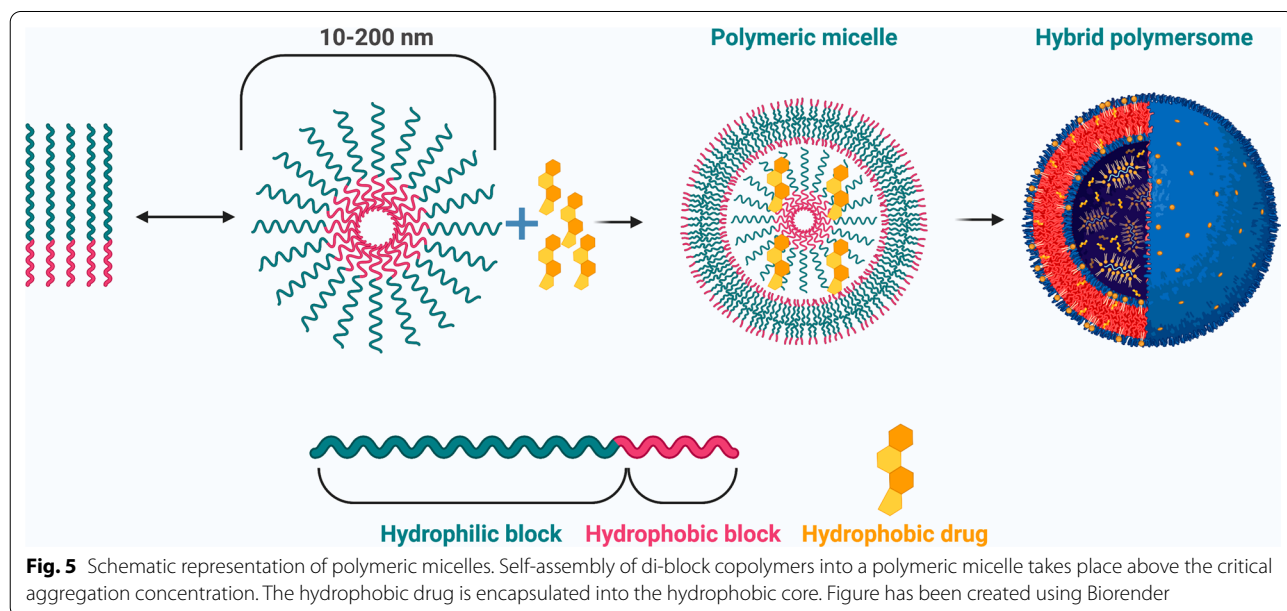 10-200 nm
Polymeric micelle
Hybrid polymersome
Hydrophilic block
Hydrophobic block
Hydrophobic drug
Fig. 5 Schematic representation of polymeric micelles. Self-assembly of di-block copolymers into a polymeric micelle takes place above the critical
aggregation concentration. The hydrophobic drug is encapsulated into the hydrophobic core. Figure has been created using Biorender